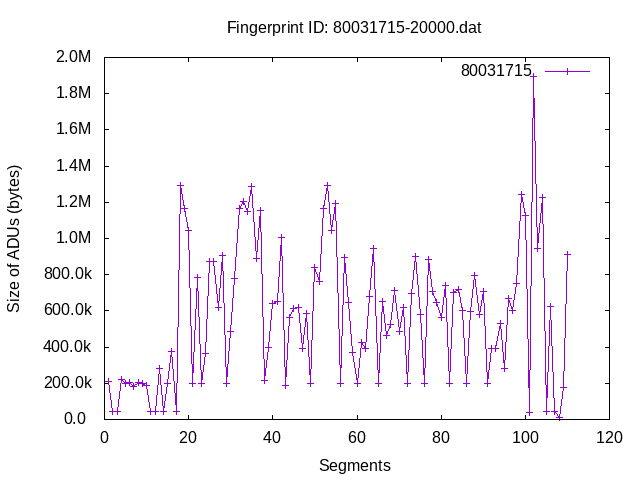 Fingerprint ID: 80031715-20000.dat
80031715
Size of ADUs (bytes)
2.0M
1.8M
1.6M
1.4M
1.2M
1.0M
800.0k
600.0k
400.0k
200.0k
0.0
0 20 40 60 80 100 120
Segments